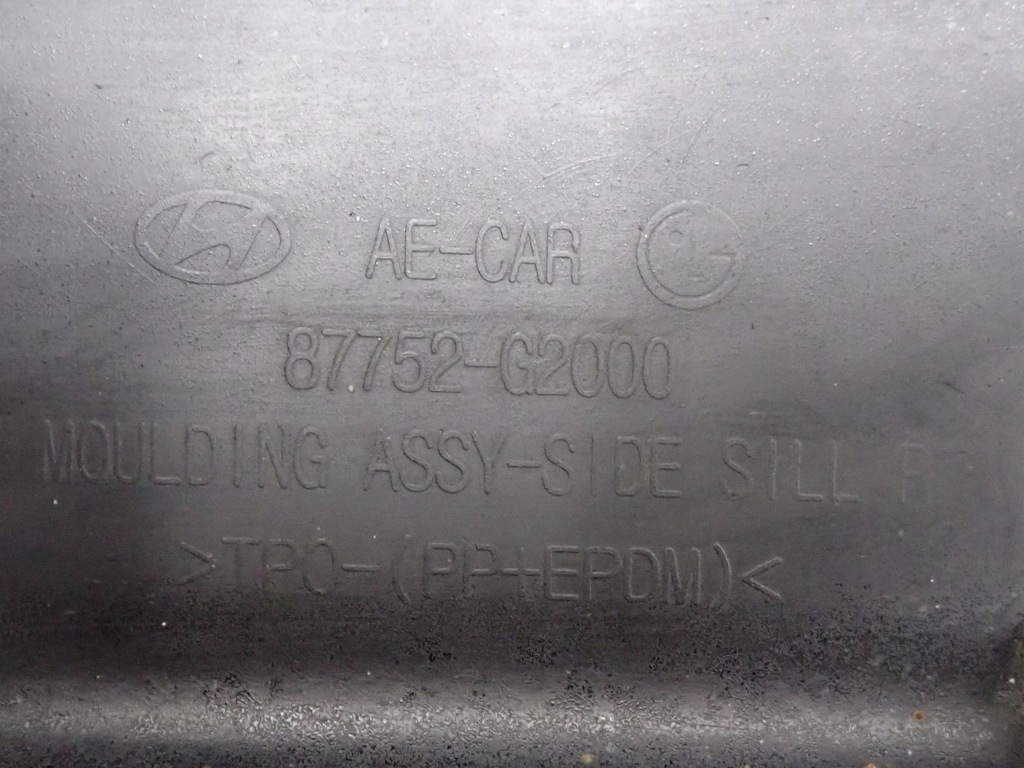 AE-CAR
87752-G2000
MOULDING ASSY-SIDE SILL R
>TPO-(PP+EPDM)<